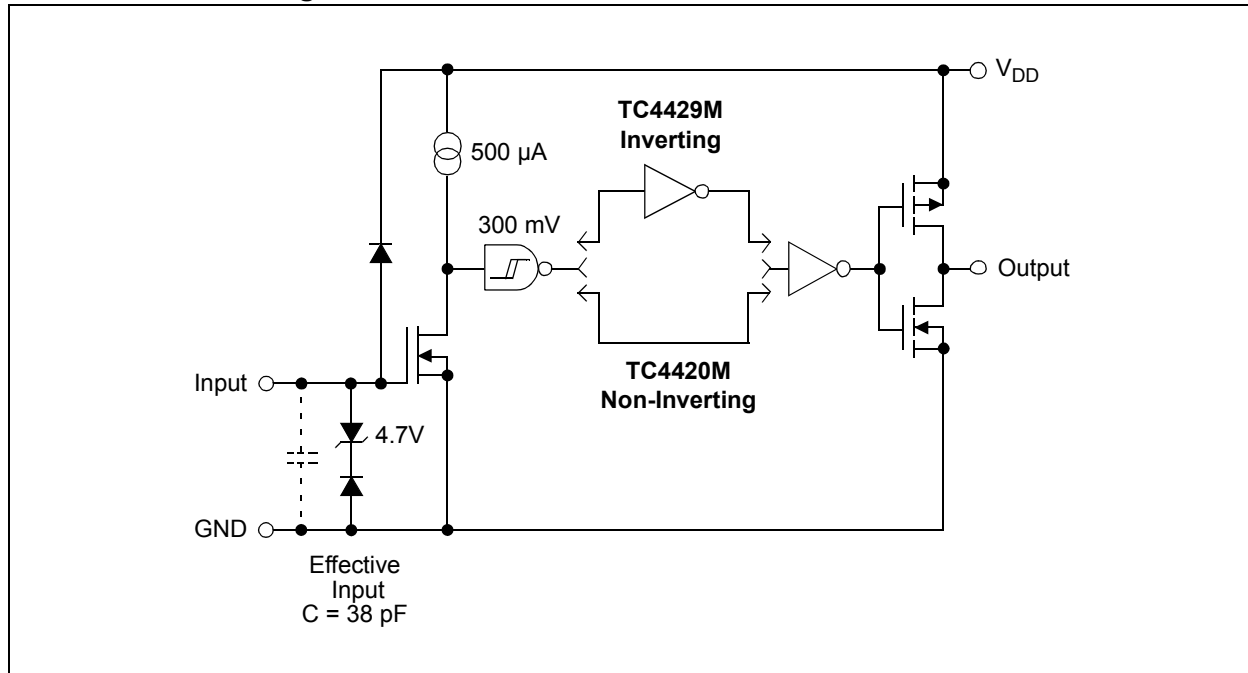 V_DD
TC4429M
Inverting
500 µA
300 mV
Output
TC4420M
Non-Inverting
Input
4.7V
GND
Effective
Input
C = 38 pF